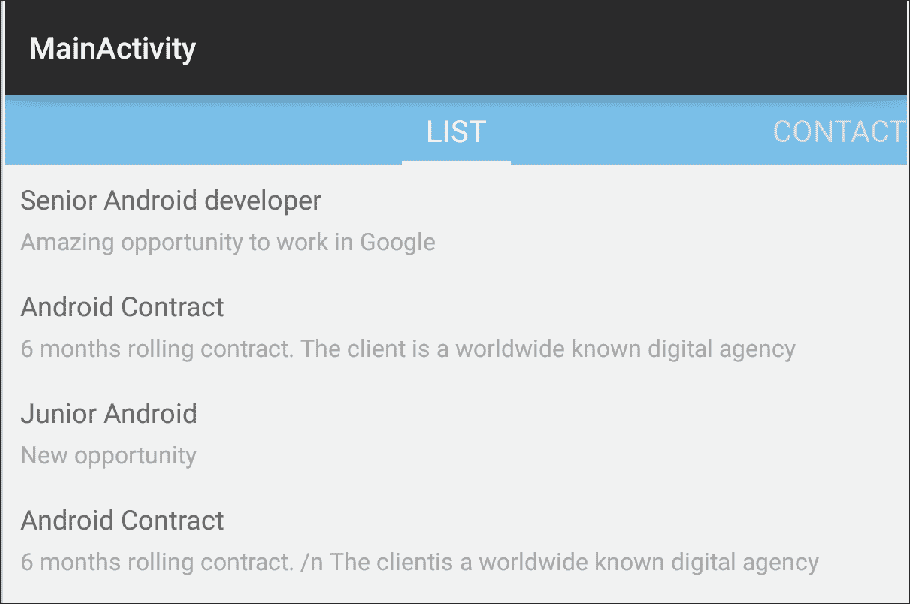 MainActivity
LIST CONTACT
Senior Android developer
Amazing opportunity to work in Google
Android Contract
6 months rolling contract. The client is a worldwide known digital agency
Junior Android
New opportunity
Android Contract
6 months rolling contract. /n The clientis a worldwide known digital agency